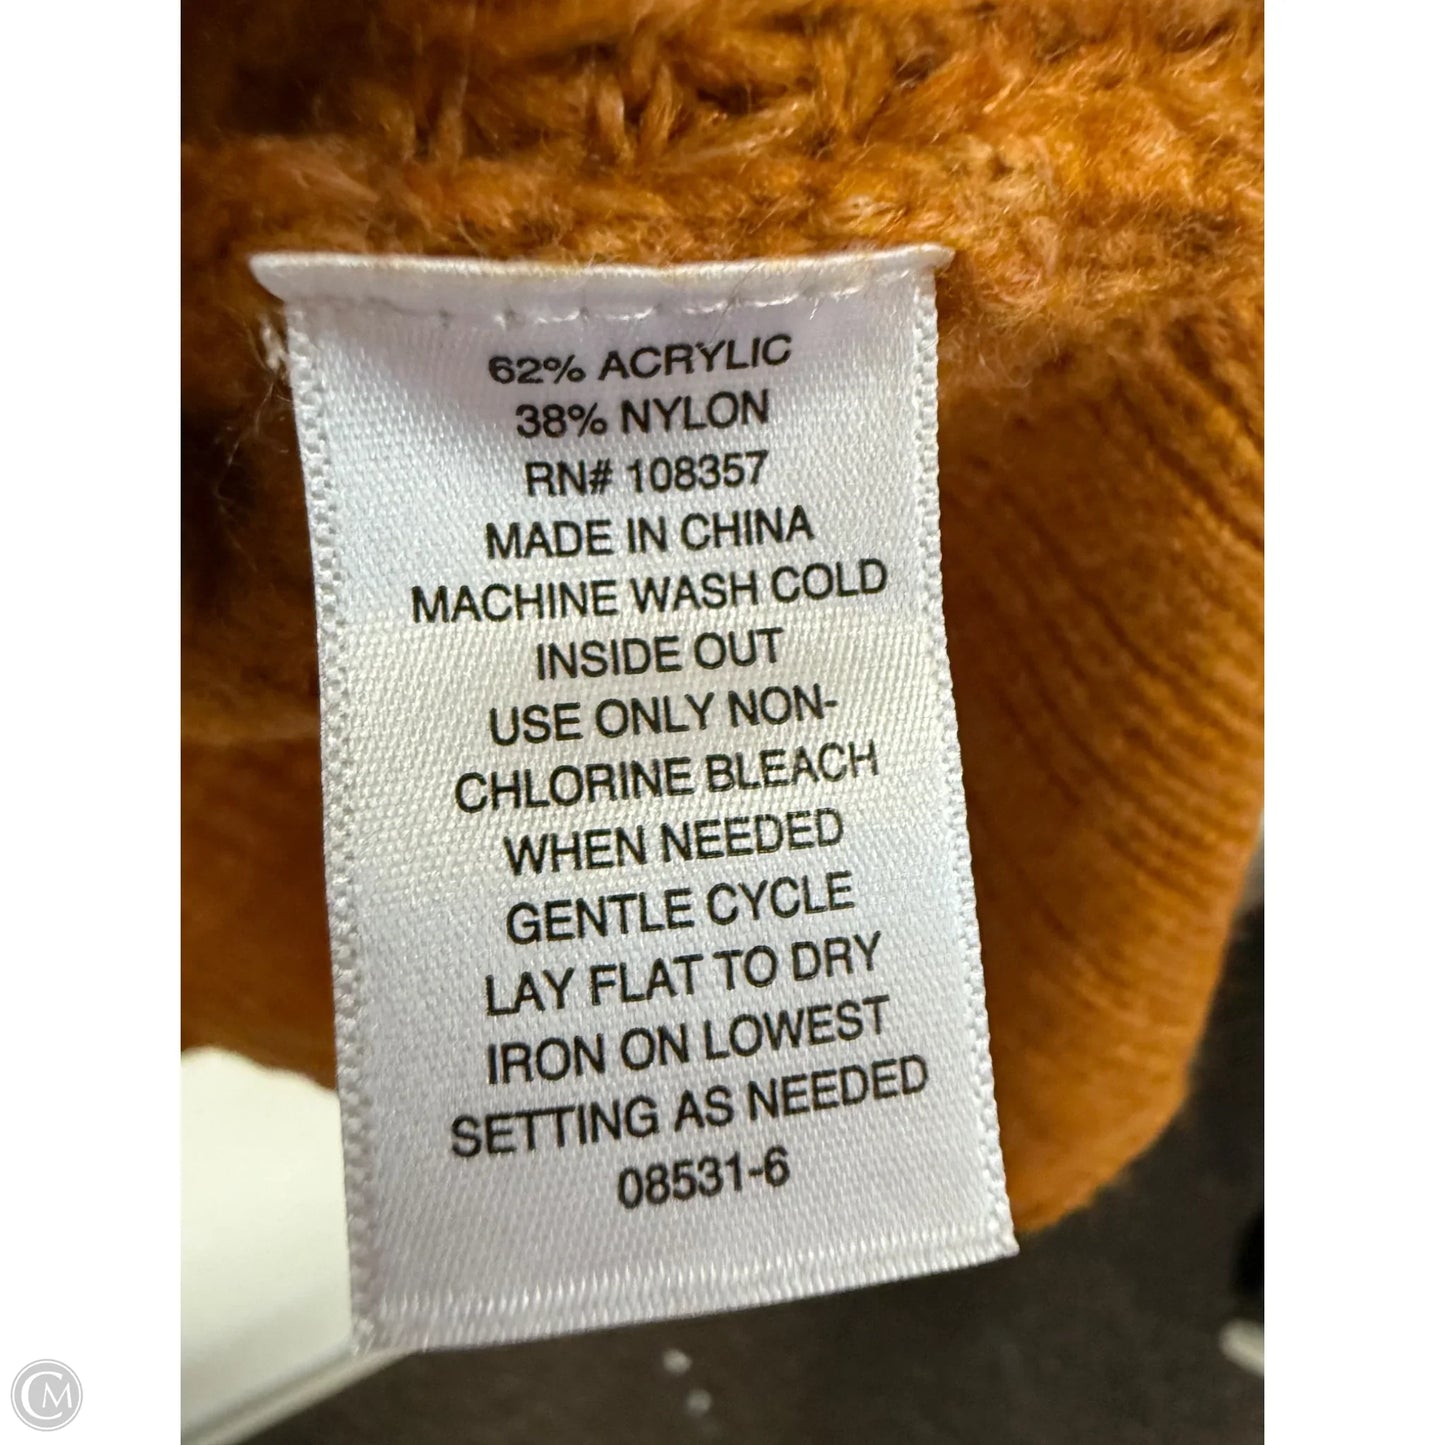 62% ACRYLIC
38% NYLON
RN# 108357
MADE IN CHINA
MACHINE WASH COLD
INSIDE OUT
USE ONLY NON-
CHLORINE BLEACH
WHEN NEEDED
GENTLE CYCLE
LAY FLAT TO DRY
IRON ON LOWEST
SETTING AS NEEDED
08531-6
CM